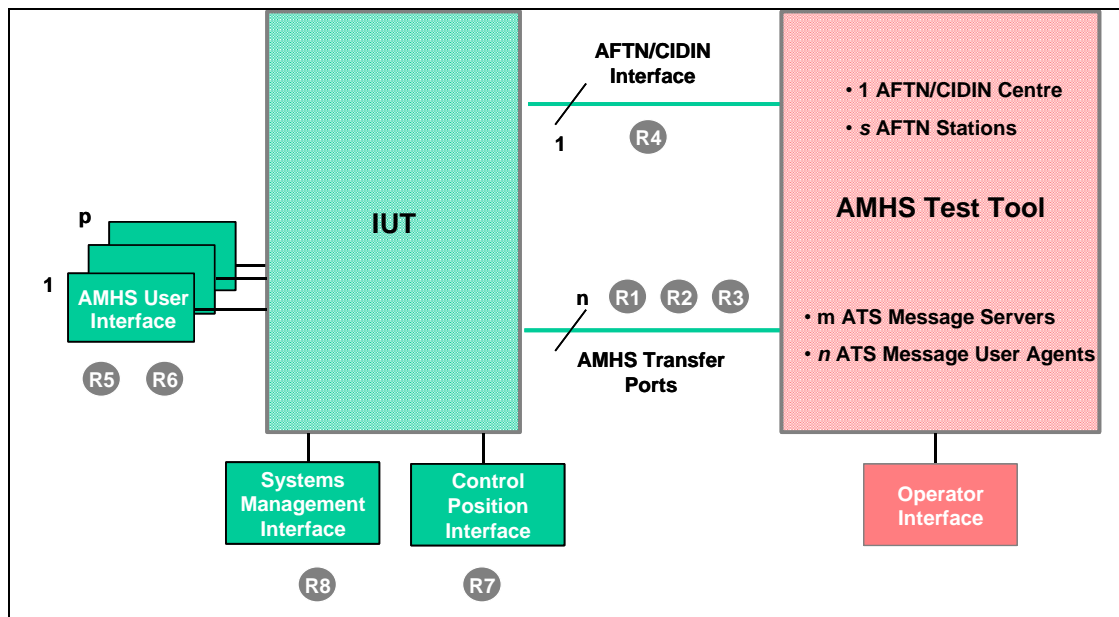 AFTN/CIDIN
Interface
1
R4
• 1 AFTN/CIDIN Centre
• s AFTN Stations
AMHS Test Tool
IUT
p
1
AMHS User
Interface
R5 R6
n
R1 R2 R3
AMHS Transfer
Ports
• m ATS Message Servers
• n ATS Message User Agents
Systems
Management
Interface
R8
Control
Position
Interface
R7
Operator
Interface